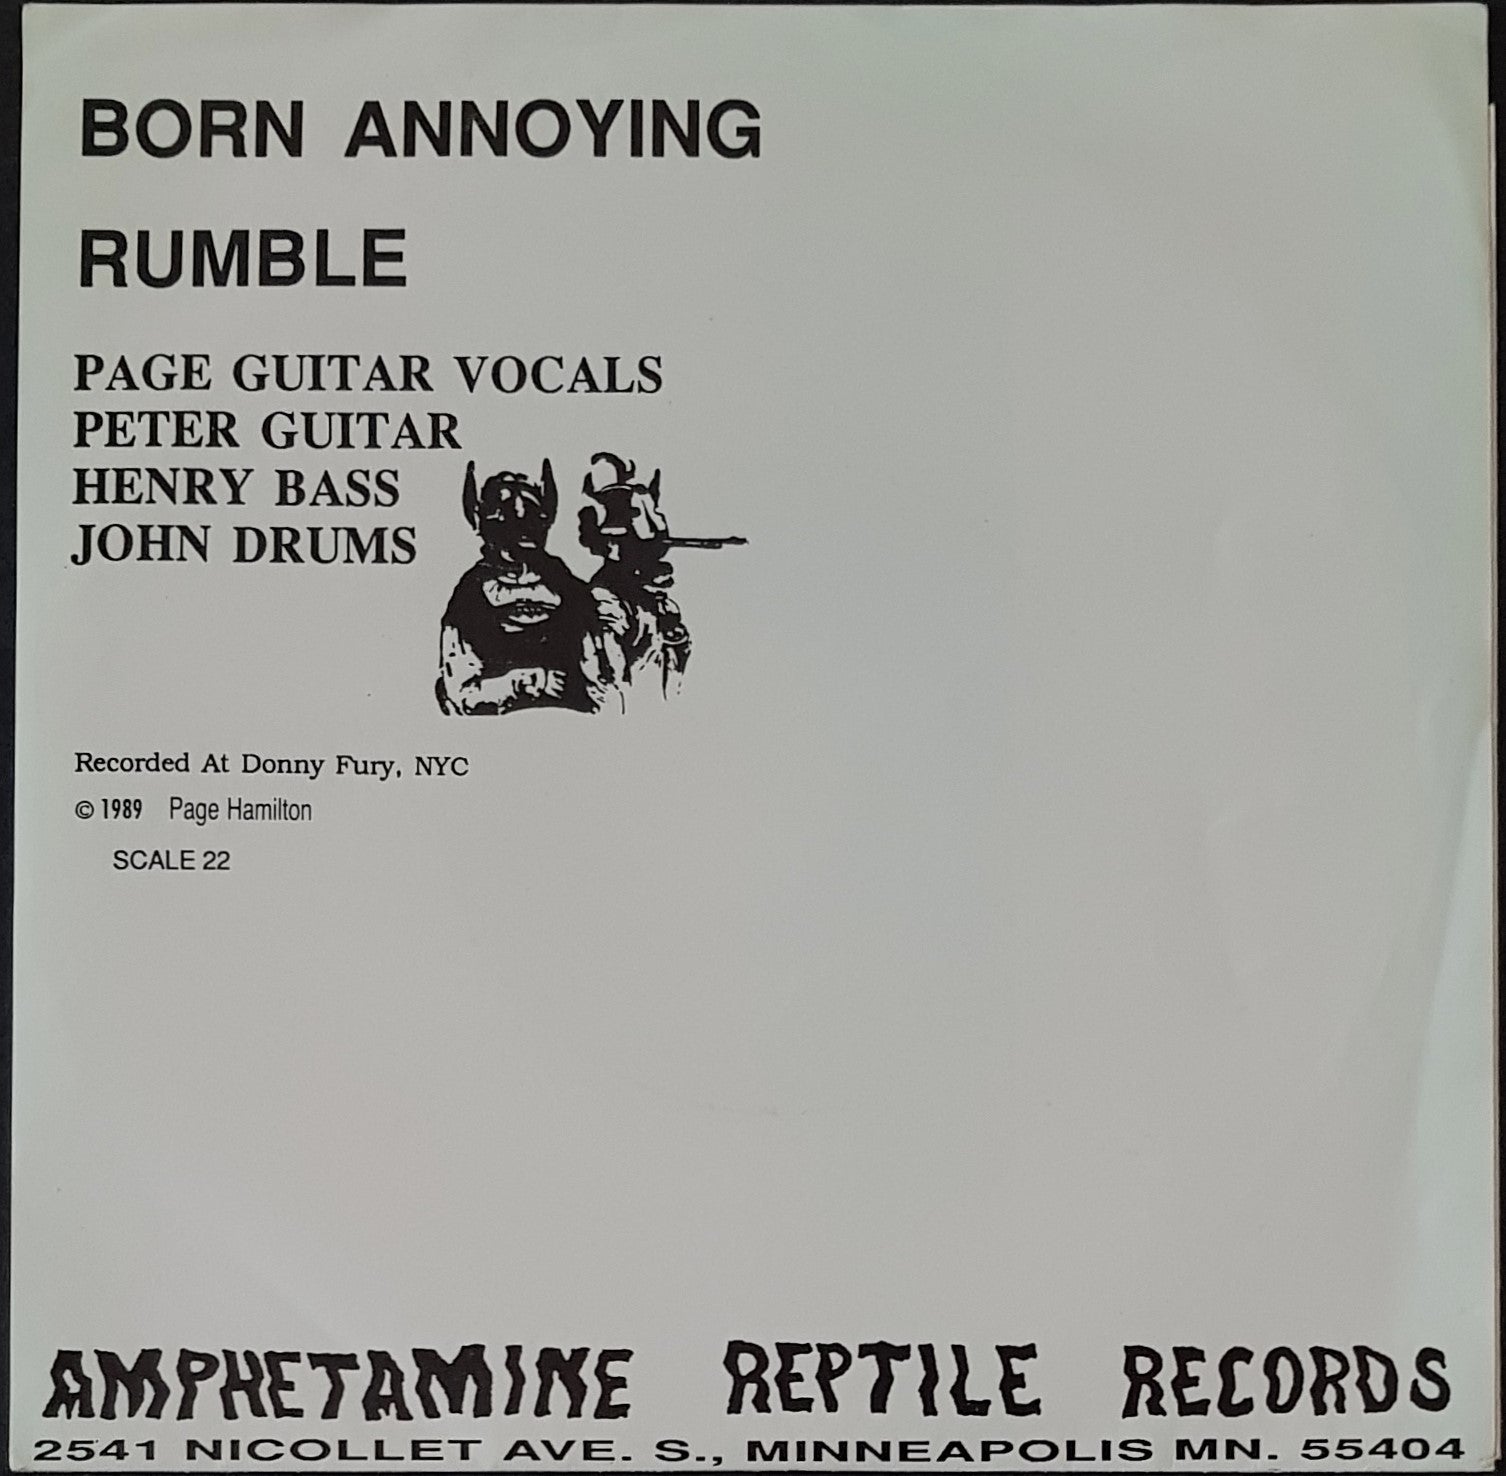 BORN ANNOYING
RUMBLE
PAGE GUITAR VOCALS
PETER GUITAR
HENRY BASS
JOHN DRUMS
Recorded At Donny Fury, NYC
© 1989 Page Hamilton
SCALE 22
AMPHETAMINE REPTILE RECORDS
2541 NICOLLET AVE. S., MINNEAPOLIS MN. 55404